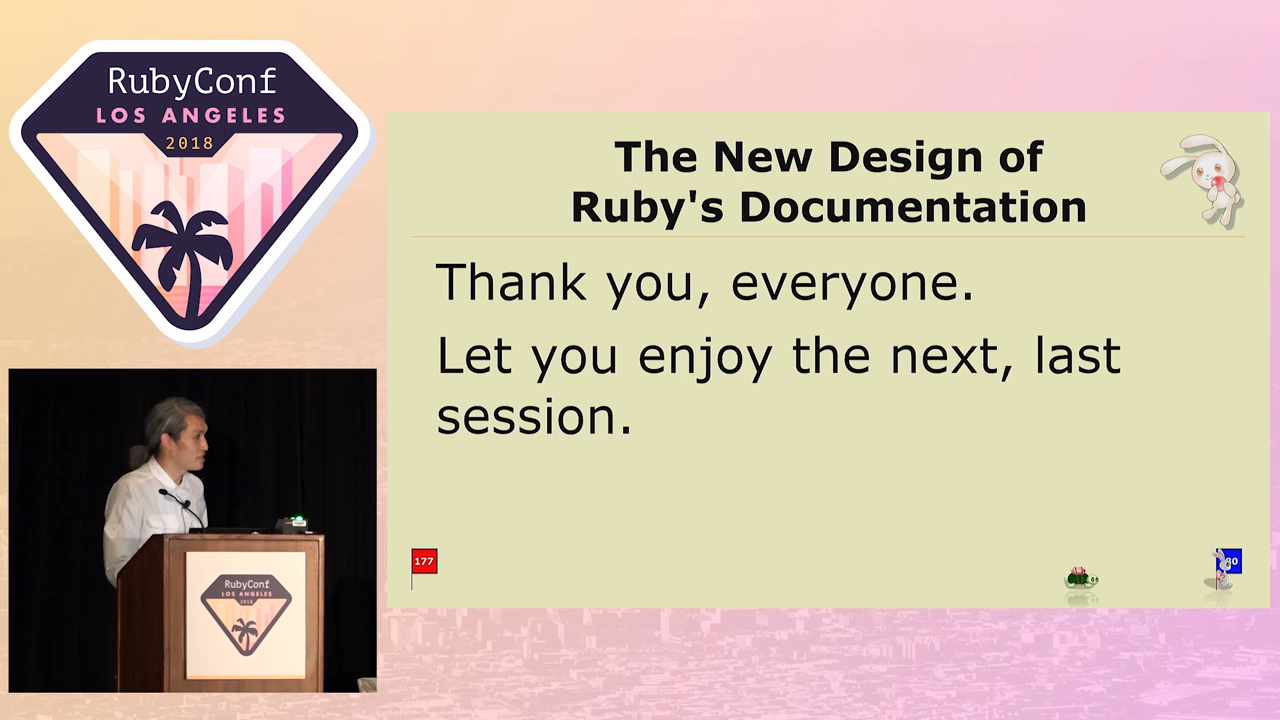 RubyConf
LOS ANGELES
2018
The New Design of
Ruby's Documentation
Thank you, everyone.
Let you enjoy the next, last
session.
177
RubyConf
LOS ANGELES
2018